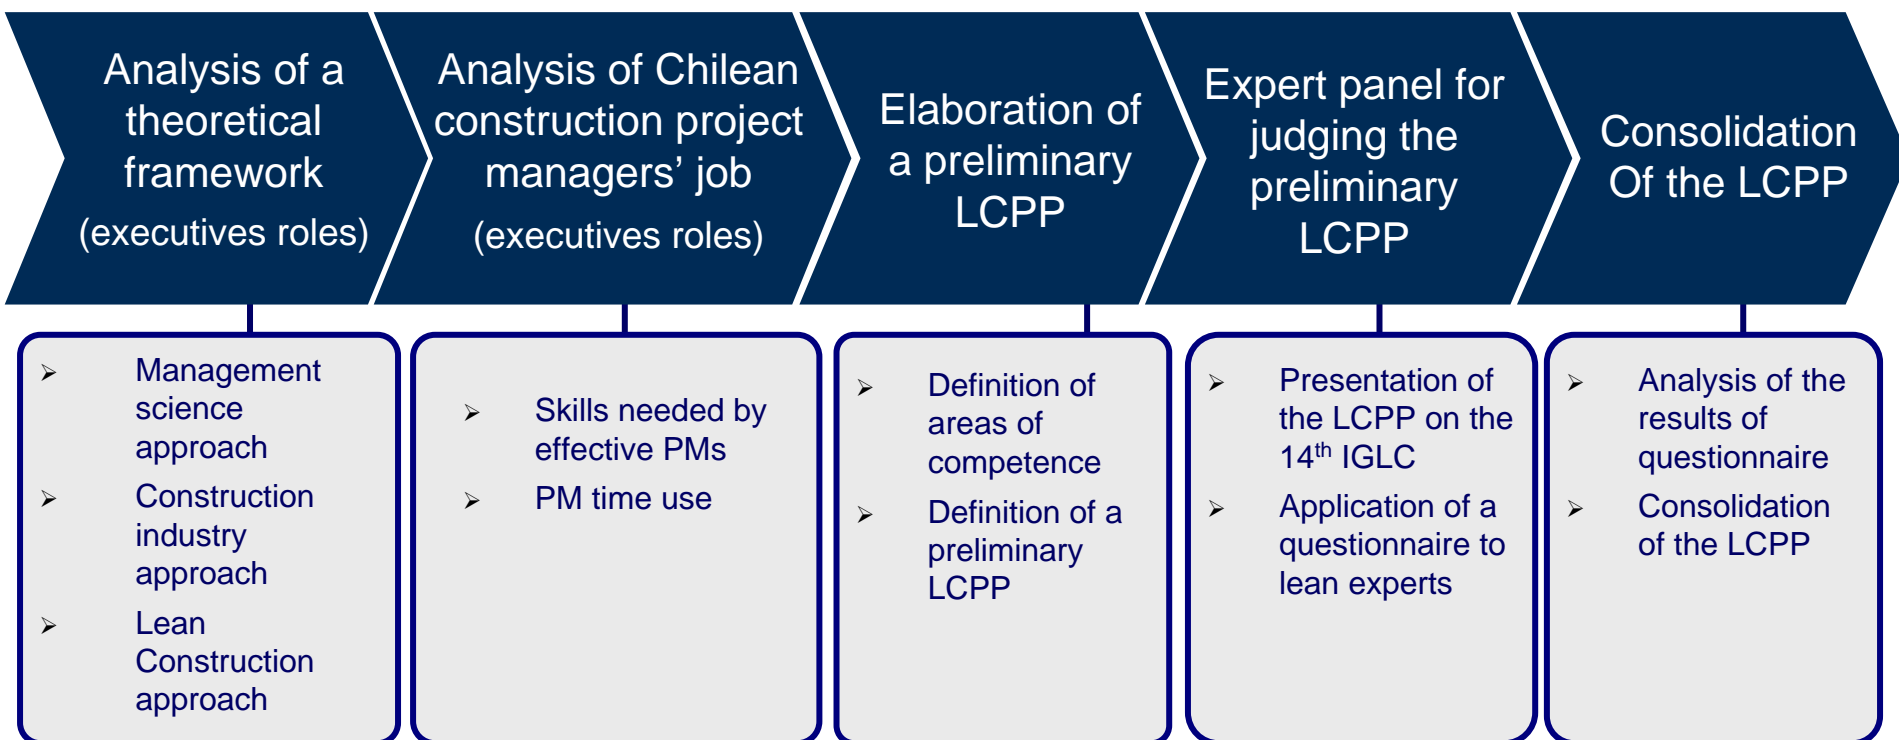 Analysis of a
theoretical
framework
(executives roles)
Analysis of Chilean
construction project
managers’ job
(executives roles)
Elaboration of
a preliminary
LCPP
Expert panel for
judging the
preliminary
LCPP
Consolidation
Of the LCPP
➢ Management
science
approach
➢ Construction
industry
approach
➢ Lean
Construction
approach
➢ Skills needed by
effective PMs
➢ PM time use
➢ Definition of
areas of
competence
➢ Definition of a
preliminary
LCPP
➢ Presentation of
the LCPP on the
14th IGLC
➢ Application of a
questionnaire to
lean experts
➢ Analysis of the
results of
questionnaire
➢ Consolidation
of the LCPP